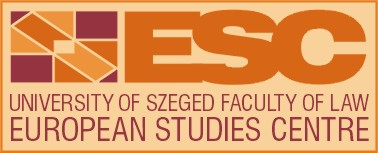 ESC
UNIVERSITY OF SZEGED FACULTY OF LAW
EUROPEAN STUDIES CENTRE